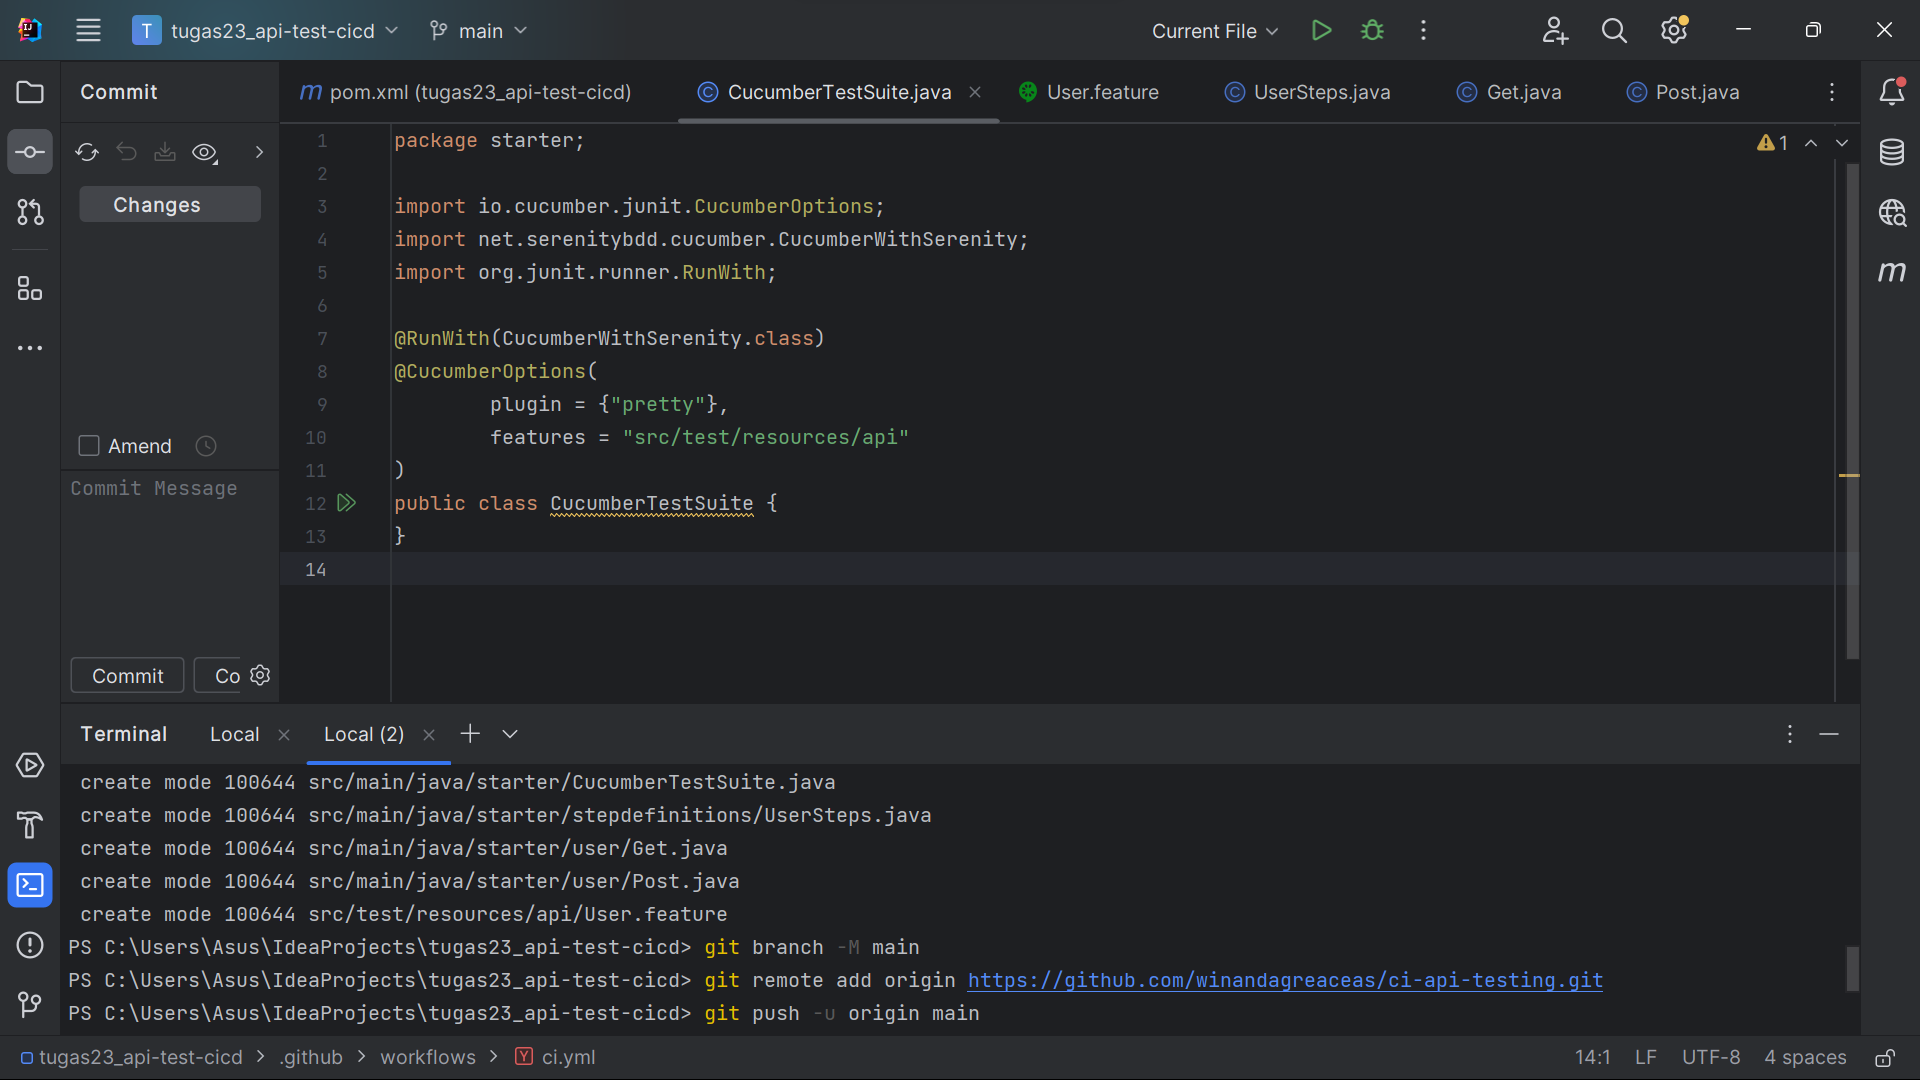 T tugas23_api-test-cicd main Current File
Commit
m pom.xml (tugas23_api-test-cicd) CucumberTestSuite.java User.feature UserSteps.java Get.java Post.java
Changes
Amend
Commit Message
Commit Co
1 package starter;
2
3 import io.cucumber.junit.CucumberOptions;
4 import net.serenitybdd.cucumber.CucumberWithSerenity;
5 import org.junit.runner.RunWith;
6
7 @RunWith(CucumberWithSerenity.class)
8 @CucumberOptions(
9 plugin = {"pretty"},
10 features = "src/test/resources/api"
11 )
12 public class CucumberTestSuite {
13 }
14
1
m
Terminal Local Local (2)
create mode 100644 src/main/java/starter/CucumberTestSuite.java
create mode 100644 src/main/java/starter/stepdefinitions/UserSteps.java
create mode 100644 src/main/java/starter/user/Get.java
create mode 100644 src/main/java/starter/user/Post.java
create mode 100644 src/test/resources/api/User.feature
PS C:\Users\Asus\IdeaProjects\tugas23_api-test-cicd> git branch -M main
PS C:\Users\Asus\IdeaProjects\tugas23_api-test-cicd> git remote add origin https://github.com/winandagreaceas/ci-api-testing.git
PS C:\Users\Asus\IdeaProjects\tugas23_api-test-cicd> git push -u origin main
tugas23_api-test-cicd > .github > workflows > Y ci.yml 14:1 LF UTF-8 4 spaces